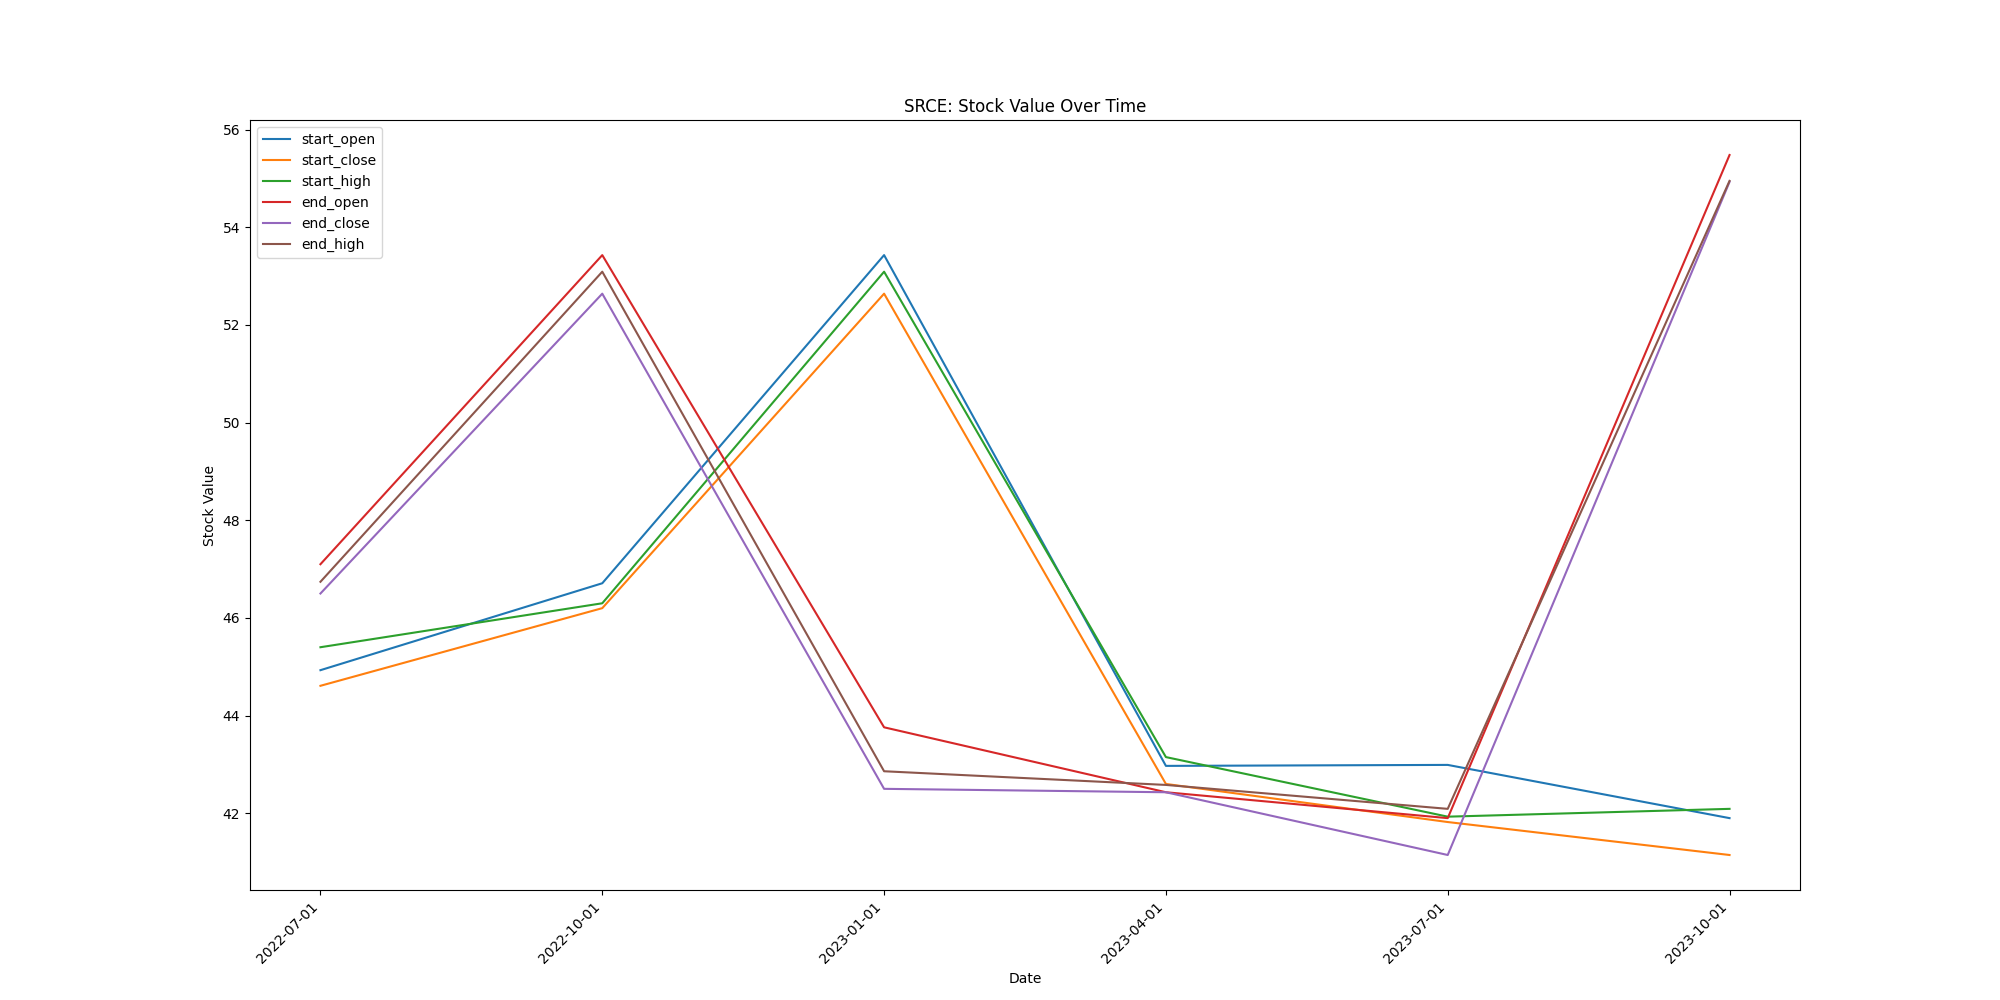 SRCE: Stock Value Over Time
56
54
52
50
48
46
44
42
Stock Value
start_open
start_close
start_high
end_open
end_close
end_high
2022-07-01
2022-10-01
2023-01-01
2023-04-01
2023-07-01
2023-10-01
Date